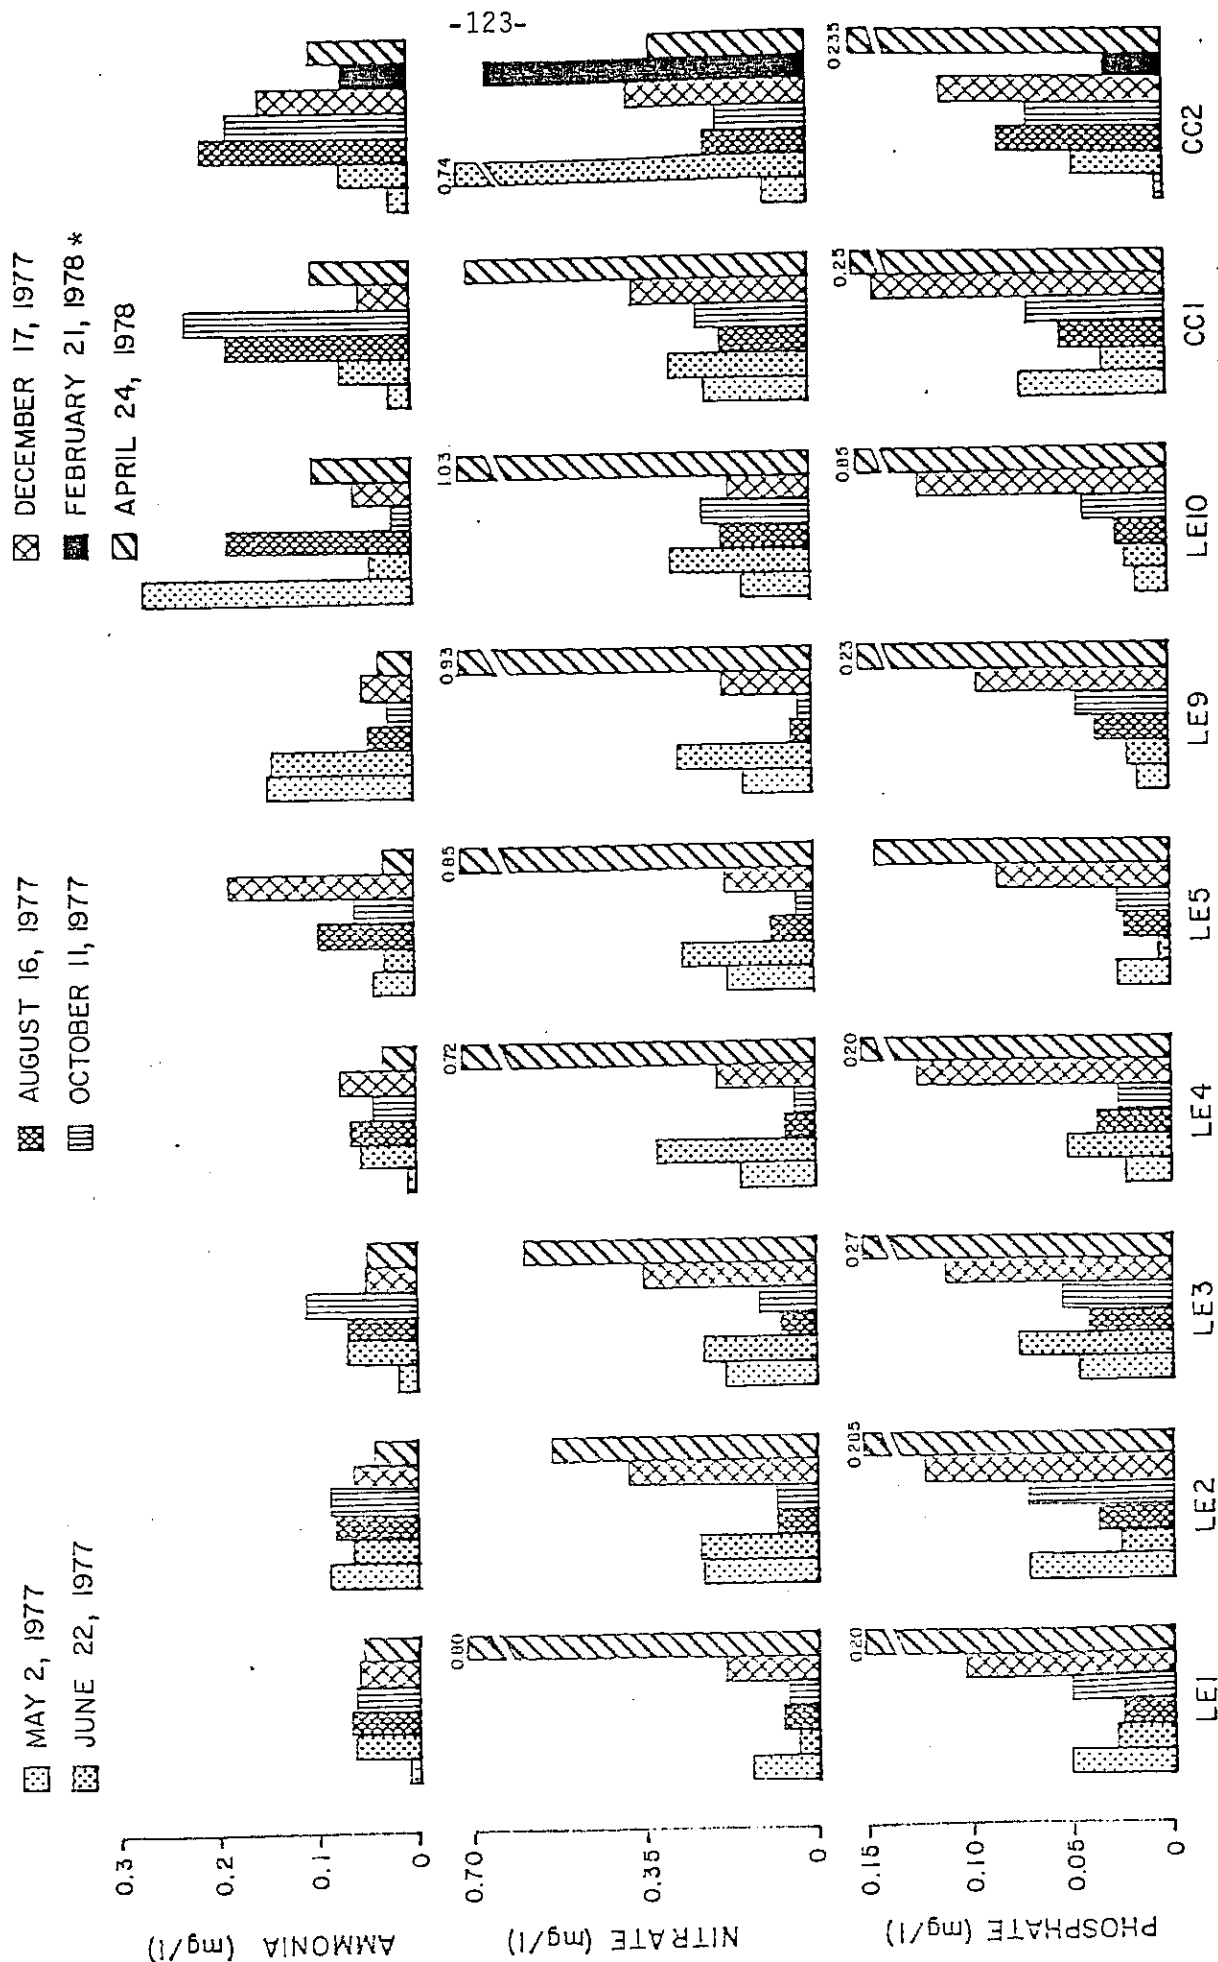 -123-
MAY 2, 1977
JUNE 22, 1977
AUGUST 16, 1977
OCTOBER 11, 1977
DECEMBER 17, 1977
FEBRUARY 21, 1978 *
APRIL 24, 1978
AMMONIA (mg/l)
0.3
0.2
0.1
0
NITRATE (mg/l)
0.70
0.35
0
0.80
0.72
0.85
0.93
1.03
0.74
PHOSPHATE (mg/l)
0.15
0.10
0.05
0
0.20
0.285
0.27
0.20
0.23
0.85
0.25
0.235
LE1 LE2 LE3 LE4 LE5 LE9 LE10 CC1 CC2